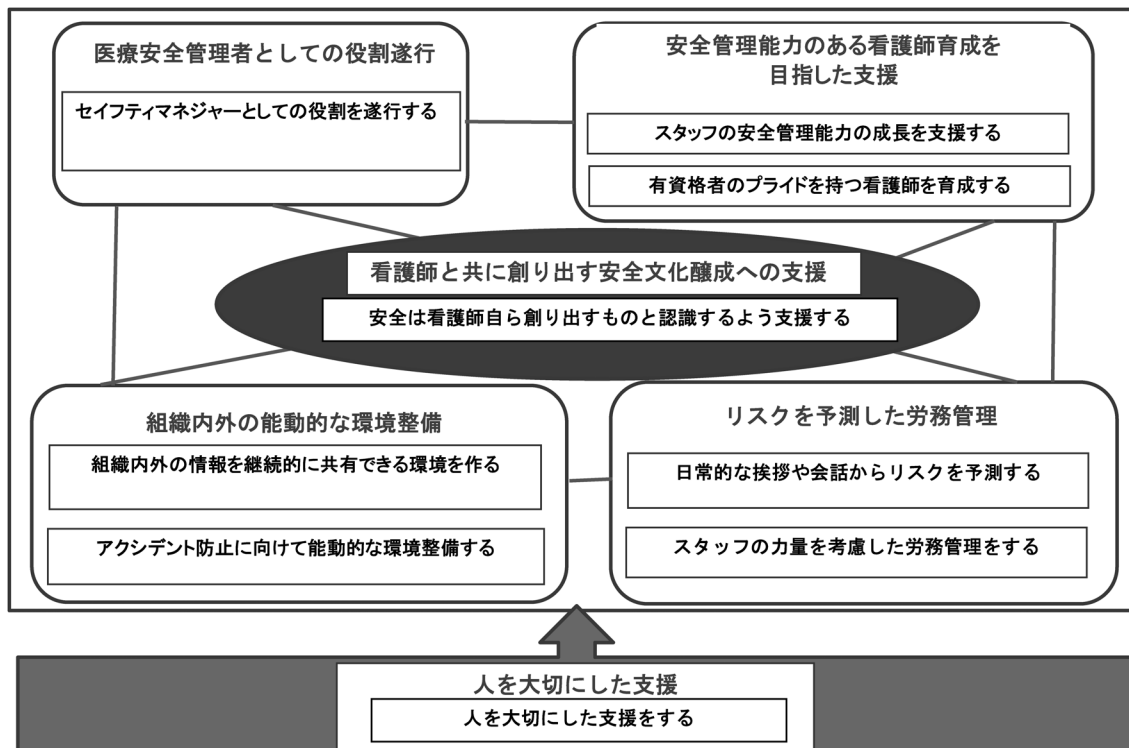 医療安全管理者としての役割遂行
セイフティマネジャーとしての役割を遂行する
安全管理能力のある看護師育成を
目指した支援
スタッフの安全管理能力の成長を支援する
有資格者のプライドを持つ看護師を育成する
看護師と共に創り出す安全文化醸成への支援
安全は看護師自ら創り出すものと認識するよう支援する
組織内外の能動的な環境整備
組織内外の情報を継続的に共有できる環境を作る
アクシデント防止に向けて能動的な環境整備する
リスクを予測した労務管理
日常的な挨拶や会話からリスクを予測する
スタッフの力量を考慮した労務管理をする
人を大切にした支援
人を大切にした支援をする